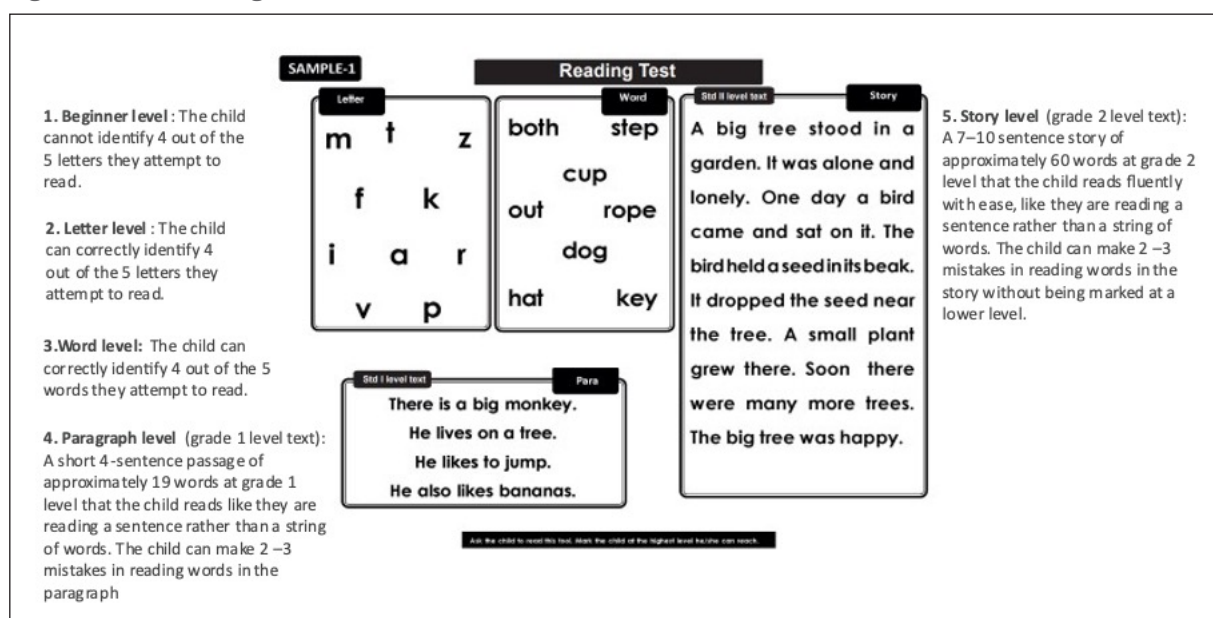 SAMPLE-1
Reading Test
1. Beginner level : The child
cannot identify 4 out of the
5 letters they attempt to
read.
2. Letter level : The child
can correctly identify 4
out of the 5 letters they
attempt to read.
3.Word level: The child can
correctly identify 4 out of the 5
words they attempt to read.
4. Paragraph level (grade 1 level text):
A short 4-sentence passage of
approximately 19 words at grade 1
level that the child reads like they are
reading a sentence rather than a string
of words. The child can make 2 –3
mistakes in reading words in the
paragraph
Letter
m t z
f k
i a r
v p
Word
both step
cup
out rope
dog
hat key
Std I level text
Para
There is a big monkey.
He lives on a tree.
He likes to jump.
He also likes bananas.
Std II level text
Story
A big tree stood in a
garden. It was alone and
lonely. One day a bird
came and sat on it. The
bird held a seed in its beak.
It dropped the seed near
the tree. A small plant
grew there. Soon there
were many more trees.
The big tree was happy.
5. Story level (grade 2 level text):
A 7–10 sentence story of
approximately 60 words at grade 2
level that the child reads fluently
with ease, like they are reading a
sentence rather than a string of
words. The child can make 2 –3
mistakes in reading words in the
story without being marked at a
lower level.
Ask the child to read this tool. Mark the child at the highest level he/she can reach.